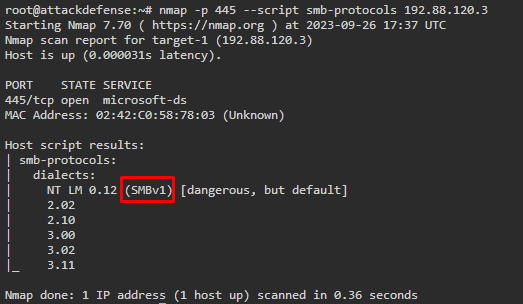 root@attackdefense:~# nmap -p 445 --script smb-protocols 192.88.120.3
Starting Nmap 7.70 ( https://nmap.org ) at 2023-09-26 17:37 UTC
Nmap scan report for target-1 (192.88.120.3)
Host is up (0.000031s latency).

PORT    STATE SERVICE
445/tcp open  microsoft-ds
MAC Address: 02:42:C0:58:78:03 (Unknown)

Host script results:
| smb-protocols:
|   dialects:
|     NT LM 0.12 (SMBv1) [dangerous, but default]
|     2.02
|     2.10
|     3.00
|     3.02
|_    3.11

Nmap done: 1 IP address (1 host up) scanned in 0.36 seconds